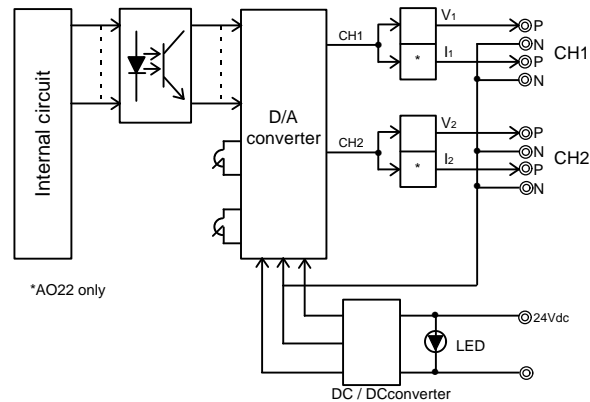 Internal circuit
D/A
converter
CH1
V1
*
I1
P
N
P
N
CH1
CH2
V2
*
I2
P
N
P
N
CH2
*AO22 only
24Vdc
LED
DC / DCconverter